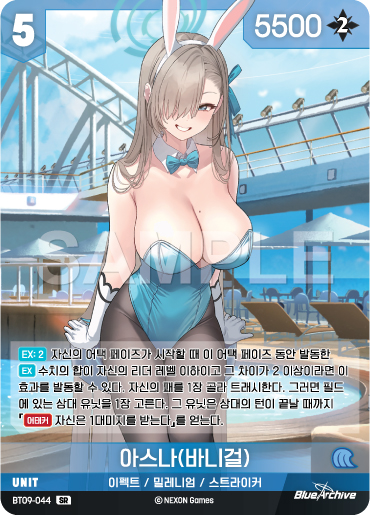 5
5500
2
SAMPLE
EX: 2 자신의 어택 페이즈가 시작할 때 이 어택 페이즈 동안 발동한
EX 수치의 합이 자신의 리더 레벨 이하이고 그 차이가 2 이상이라면 이
효과를 발동할 수 있다. 자신의 패를 1장 골라 트래시한다. 그러면 필드
에 있는 상대 유닛을 1장 고른다. 그 유닛은 상대의 턴이 끝날 때까지
「어태커 자신은 1대미지를 받는다」를 얻는다.
아스나(바니걸)
UNIT
이펙트 / 밀레니엄 / 스트라이커
BT09-044 SR
© NEXON Games
BlueArchive